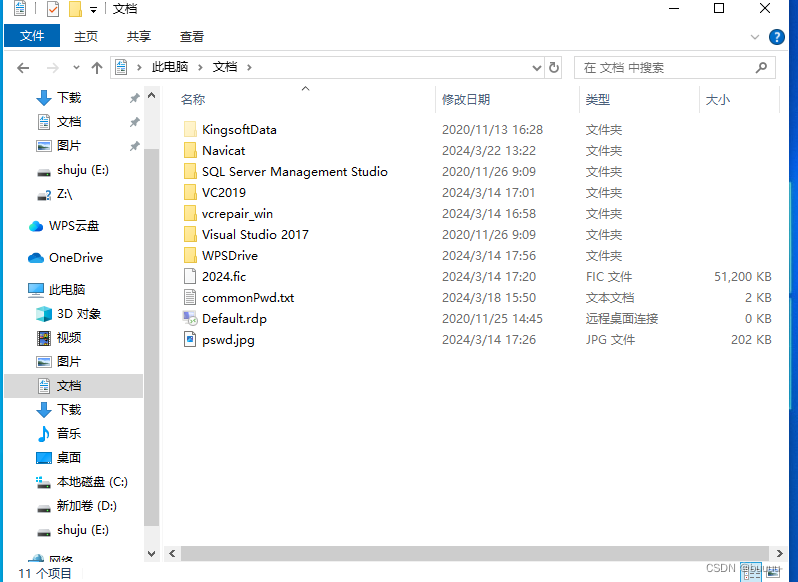 文档
文件 主页 共享 查看
此电脑 文档
在 文档 中搜索
下载
文档
图片
shuju (E:)
Z:\
WPS云盘
OneDrive
此电脑
3D 对象
视频
图片
文档
下载
音乐
桌面
本地磁盘 (C:)
新加卷 (D:)
shuju (E:)
网络
名称 修改日期 类型 大小
KingsoftData 2020/11/13 16:28 文件夹
Navicat 2024/3/22 13:22 文件夹
SQL Server Management Studio 2020/11/26 9:09 文件夹
VC2019 2024/3/14 17:01 文件夹
vcrepair_win 2024/3/14 16:58 文件夹
Visual Studio 2017 2020/11/26 9:09 文件夹
WPSDrive 2024/3/14 17:56 文件夹
2024.fic 2024/3/14 17:20 FIC 文件 51,200 KB
commonPwd.txt 2024/3/18 15:50 文本文档 2 KB
Default.rdp 2020/11/25 14:45 远程桌面连接 0 KB
pswd.jpg 2024/3/14 17:26 JPG 文件 202 KB
11 个项目
CSDN